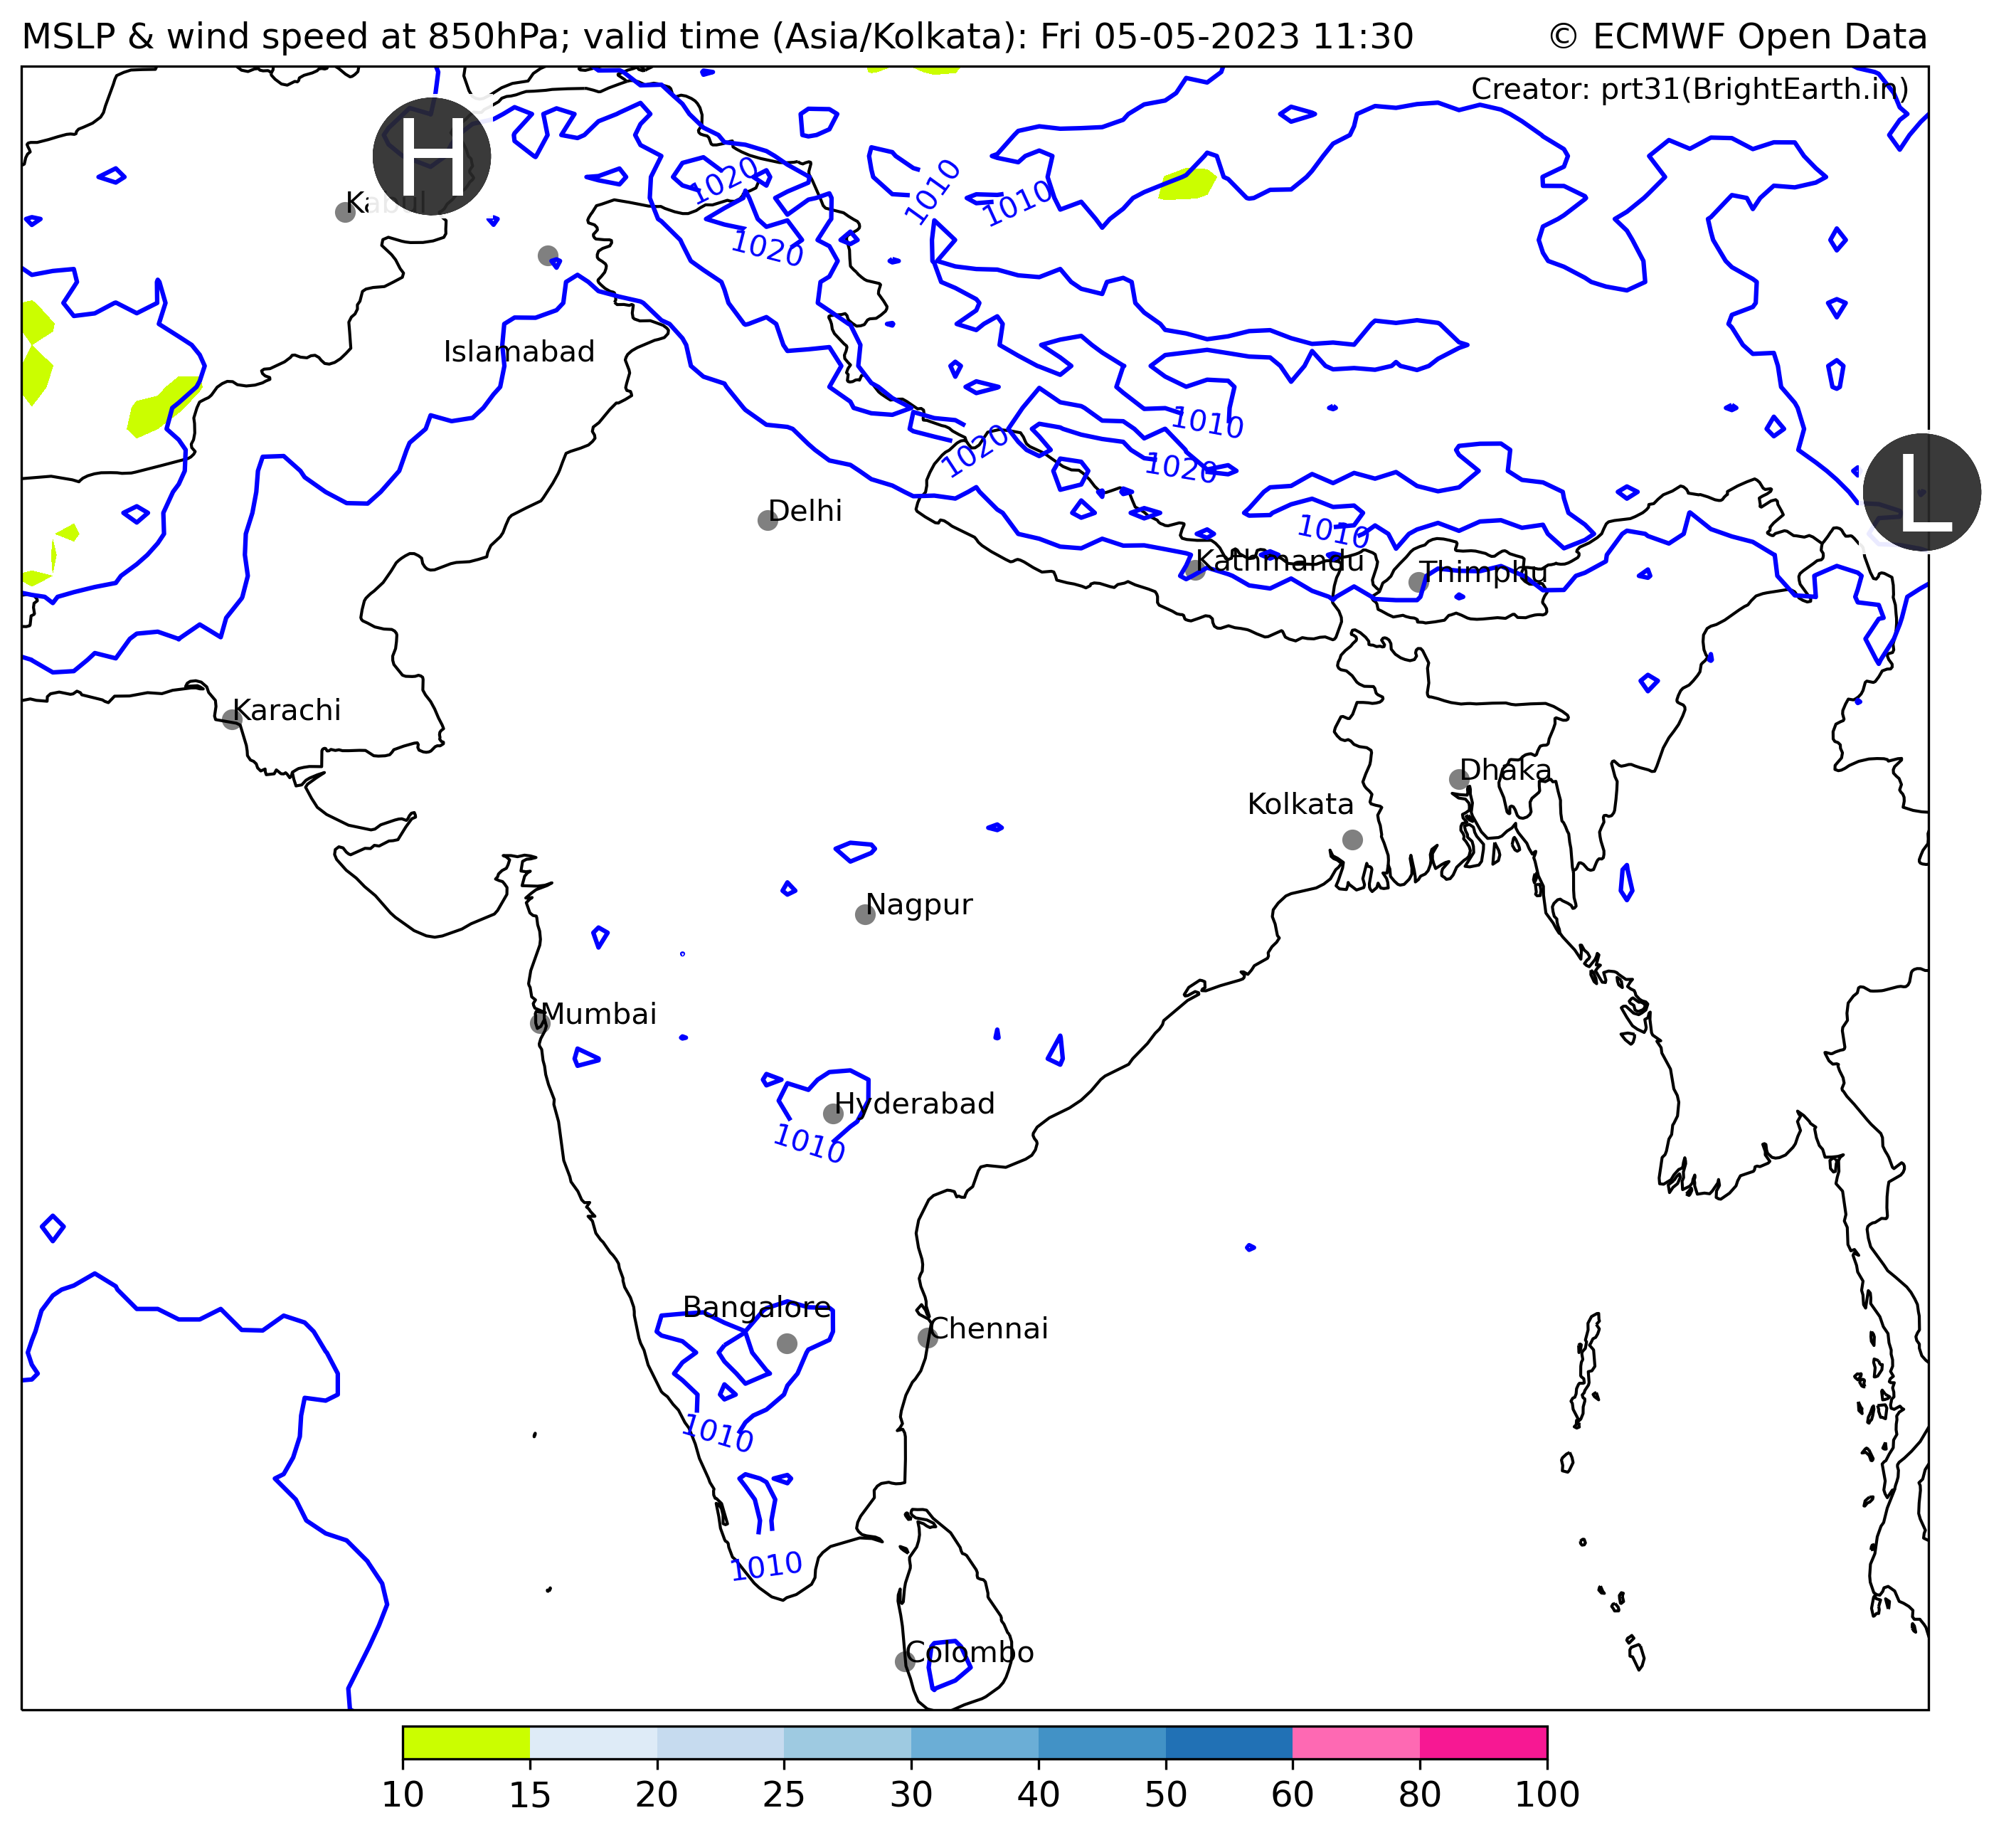 MSLP & wind speed at 850hPa; valid time (Asia/Kolkata): Fri 05-05-2023 11:30
© ECMWF Open Data
Creator: prt31(BrightEarth.in)
H
1020
1010
1010
Kabul
1020
Islamabad
1010
1020
1020
L
Delhi
1010
Kathmandu
Thimphu
Karachi
Dhaka
Kolkata
Nagpur
Mumbai
Hyderabad
1010
Bangalore
Chennai
1010
1010
Colombo
10 15 20 25 30 40 50 60 80 100